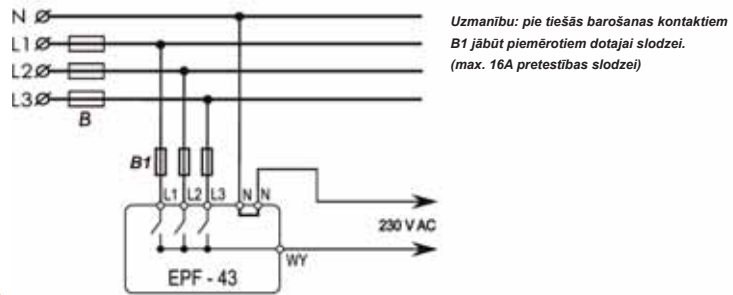 N
L1
L2
L3
B
B1
L1 L2 L3 N N
230 V AC
WY
EPF - 43
Uzmanību: pie tiešās barošanas kontaktiem
B1 jābūt piemērotiem dotajai slodzei.
(max. 16A pretestības slodzei)